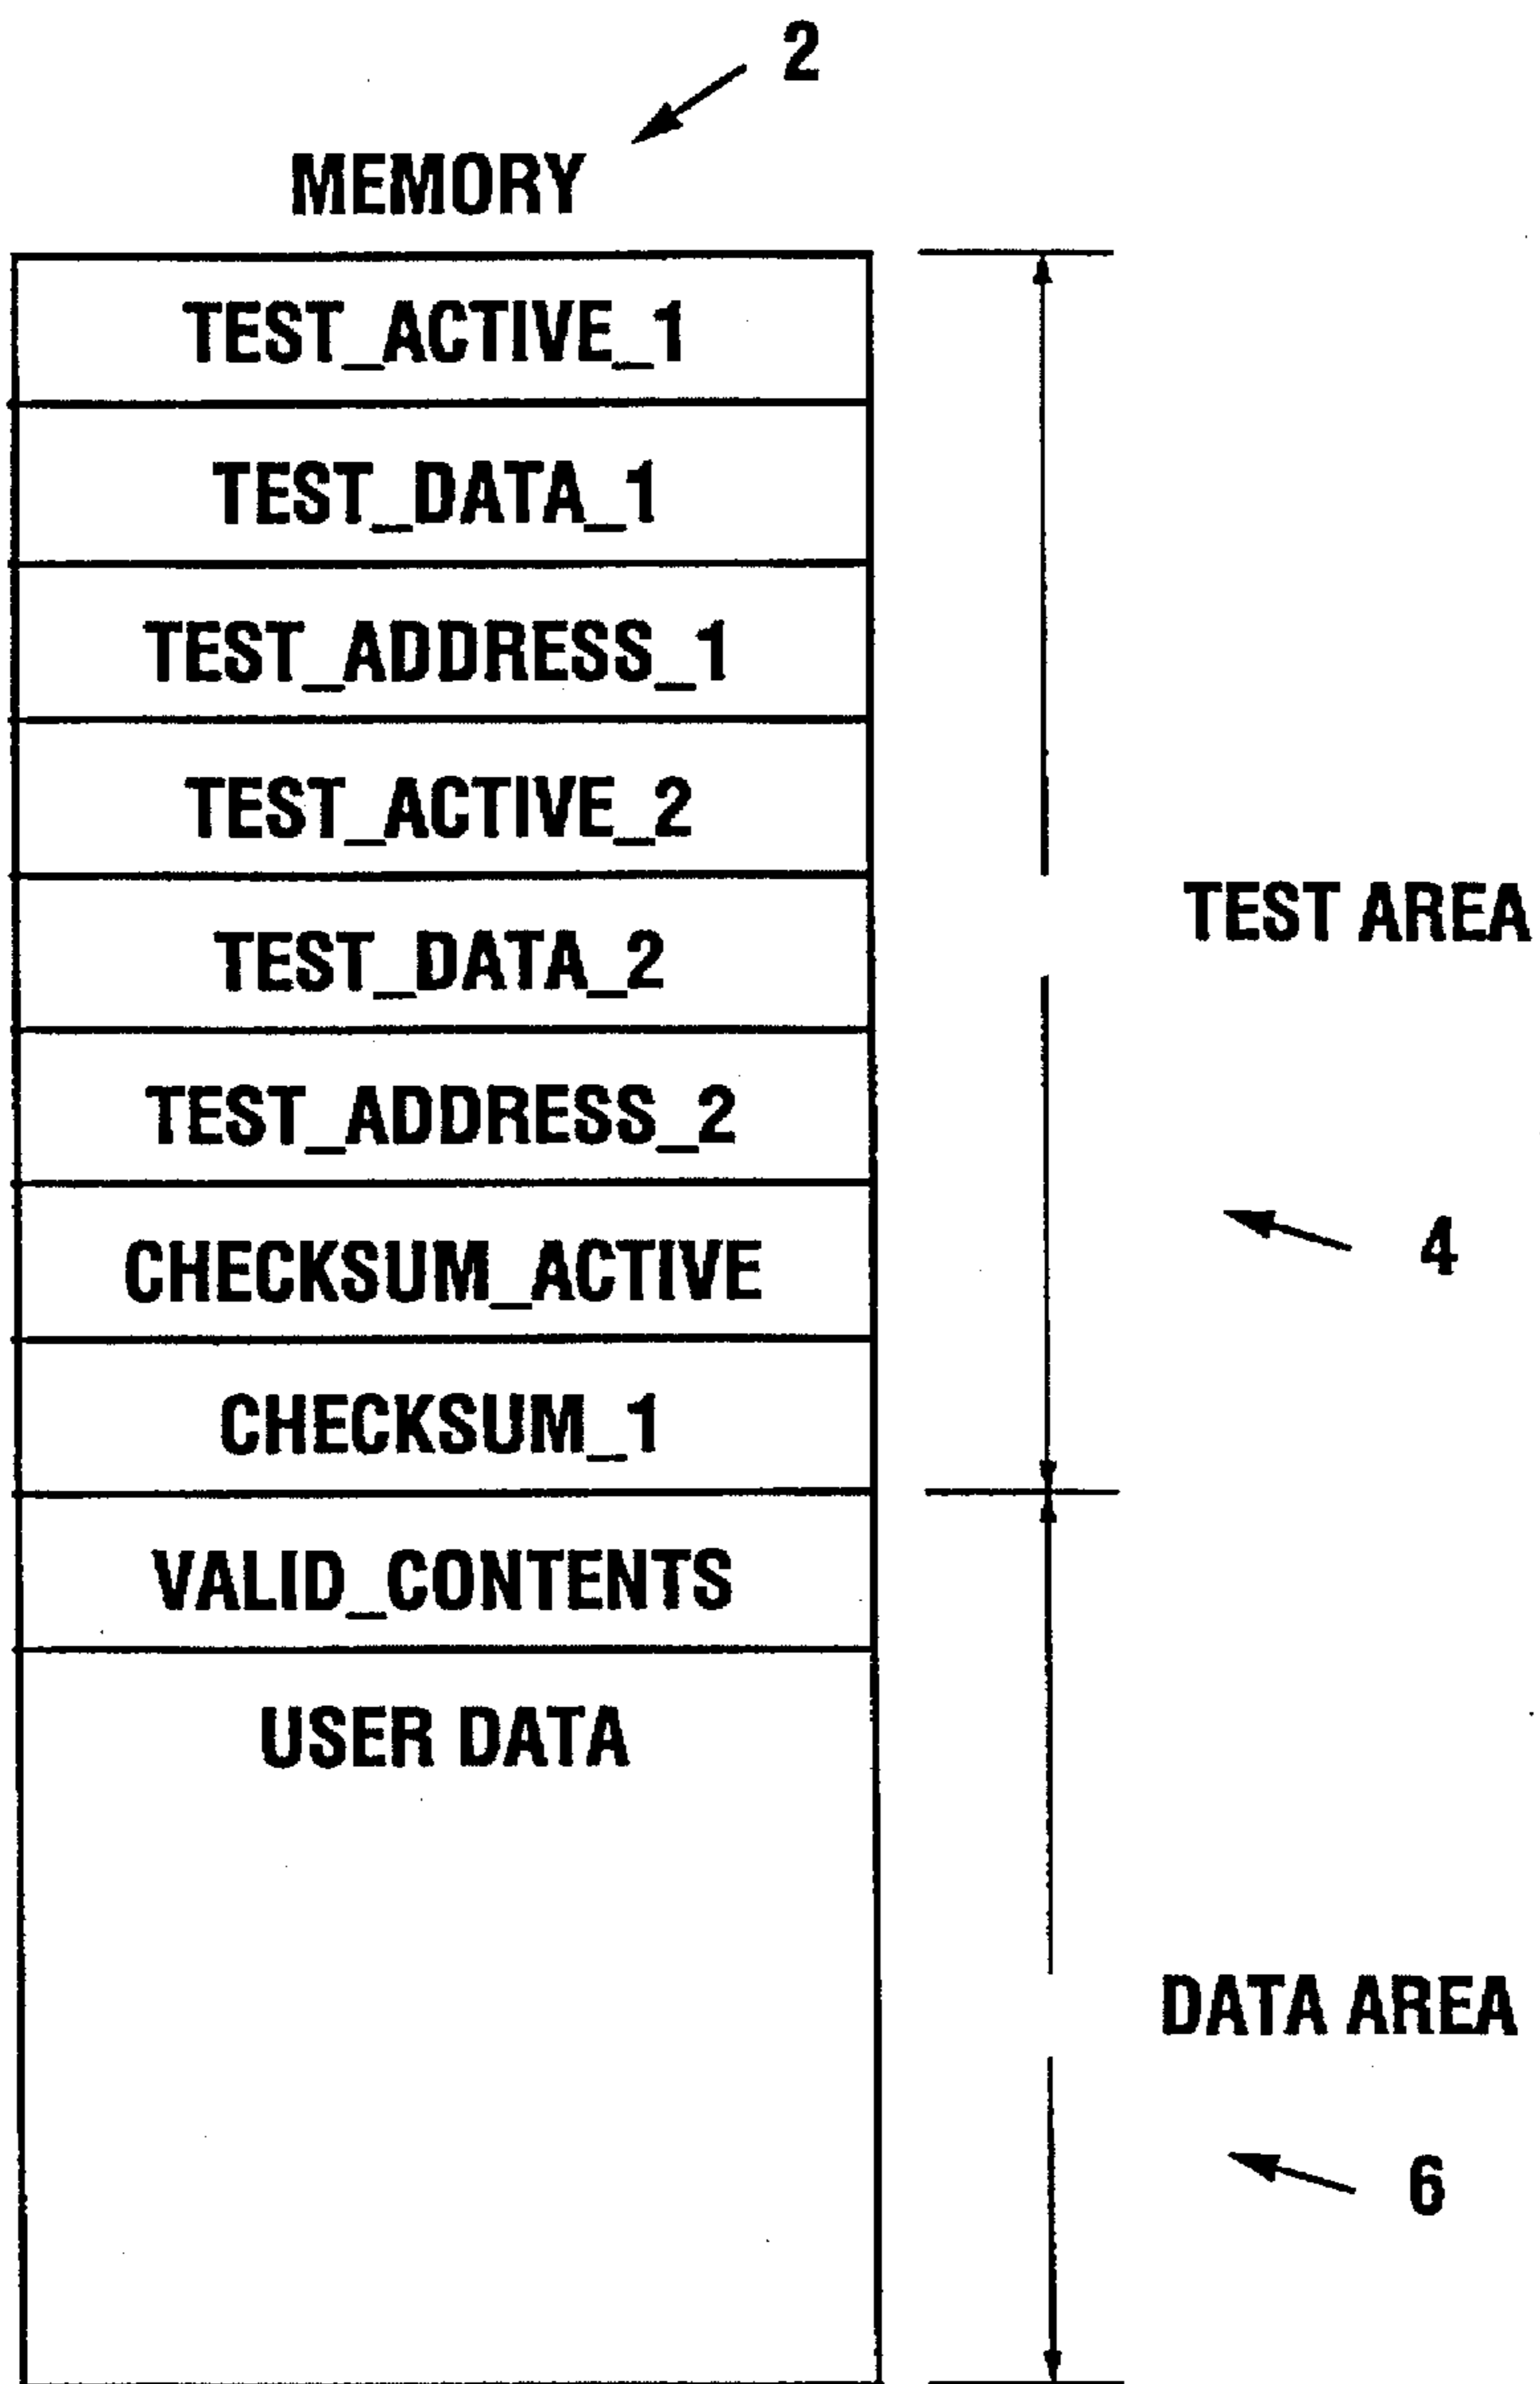 2
MEMORY
TEST_ACTIVE_1
TEST_DATA_1
TEST_ADDRESS_1
TEST_ACTIVE_2
TEST_DATA_2
TEST_ADDRESS_2
CHECKSUM_ACTIVE
CHECKSUM_1
VALID_CONTENTS
USER DATA
TEST AREA
4
DATA AREA
6